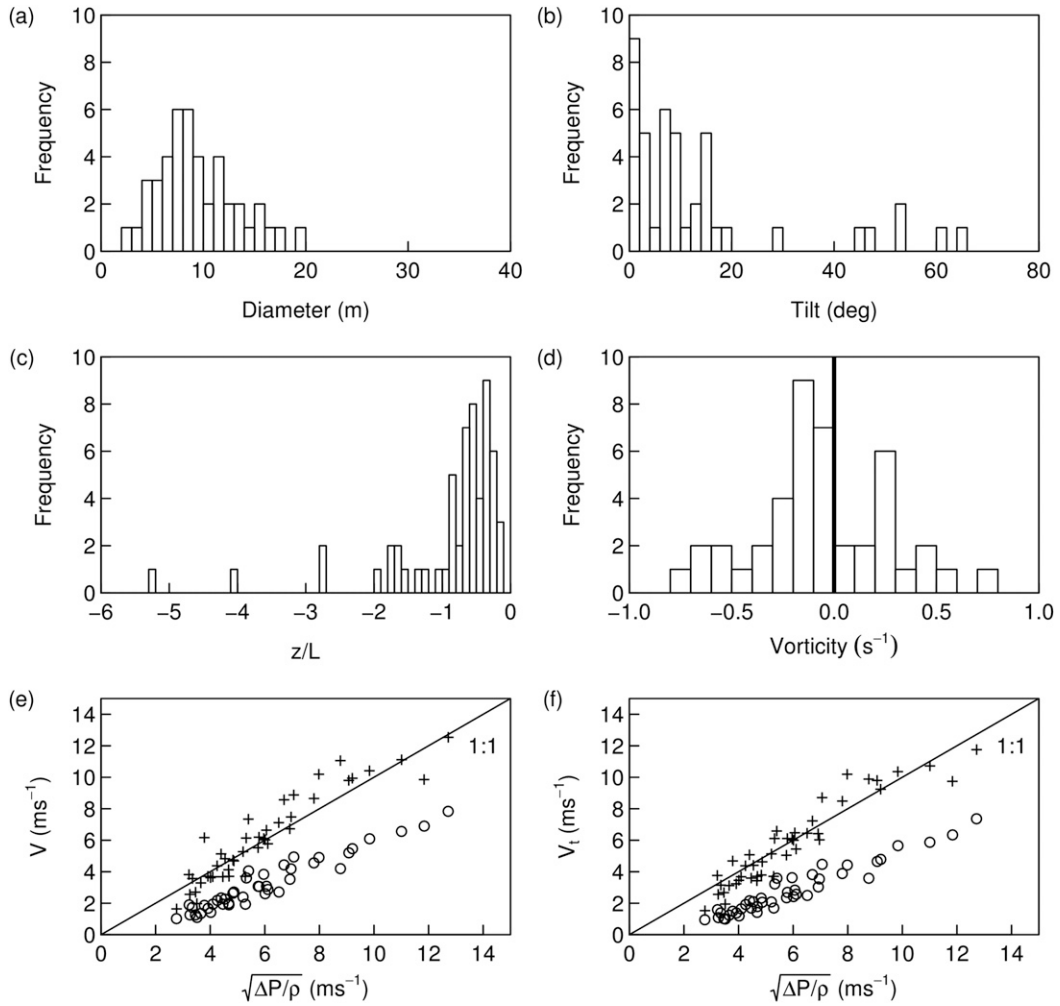 (a)
10
8
6
4
2
0
Frequency
0 10 20 30 40
Diameter (m)
(b)
10
8
6
4
2
0
Frequency
0 20 40 60 80
Tilt (deg)
(c)
10
8
6
4
2
0
Frequency
−6 −5 −4 −3 −2 −1 0
z/L
(d)
10
8
6
4
2
0
Frequency
−1.0 −0.5 0.0 0.5 1.0
Vorticity (s⁻¹)
(e)
14
12
10
8
6
4
2
0
V (ms⁻¹)
1:1
0 2 4 6 8 10 12 14
√ΔP/ρ (ms⁻¹)
(f)
14
12
10
8
6
4
2
0
Vₜ (ms⁻¹)
1:1
0 2 4 6 8 10 12 14
√ΔP/ρ (ms⁻¹)